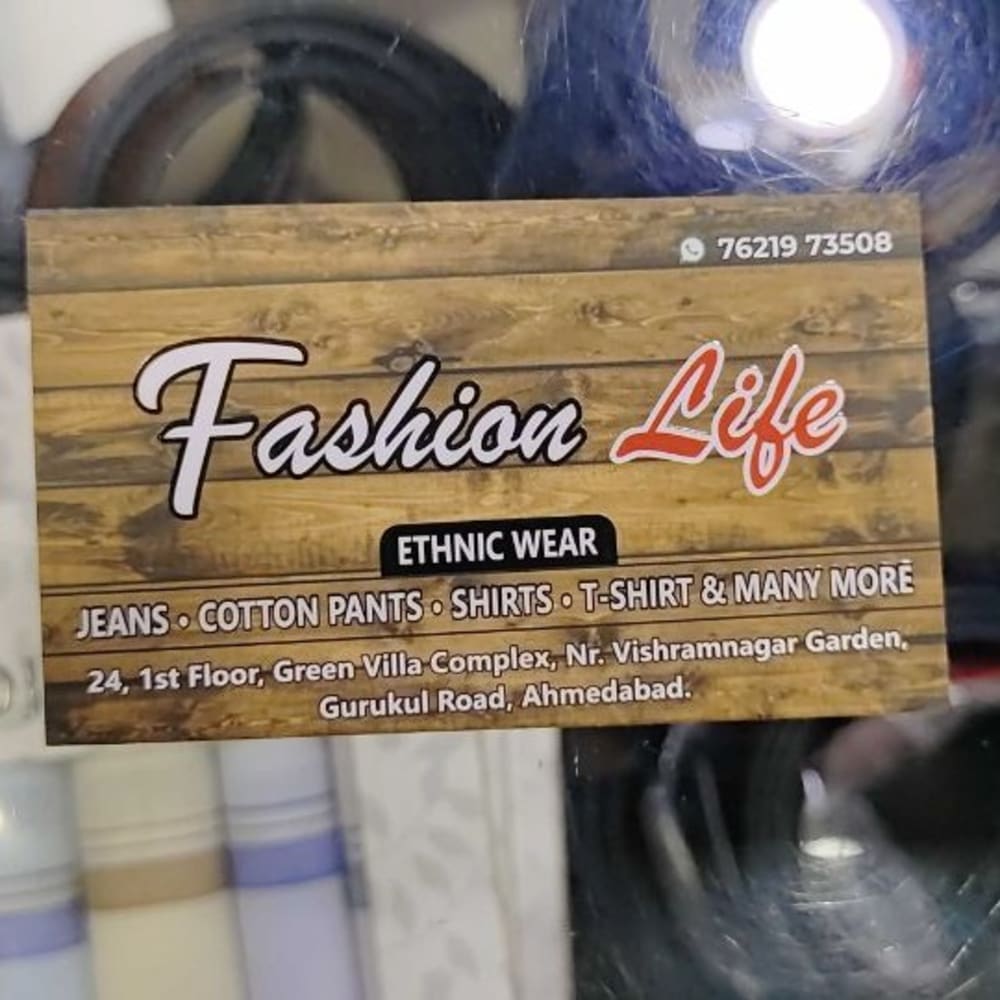 76219 73508
Fashion Life
ETHNIC WEAR
JEANS • COTTON PANTS • SHIRTS • T-SHIRT & MANY MORE
24, 1st Floor, Green Villa Complex, Nr. Vishramnagar Garden,
Gurukul Road, Ahmedabad.